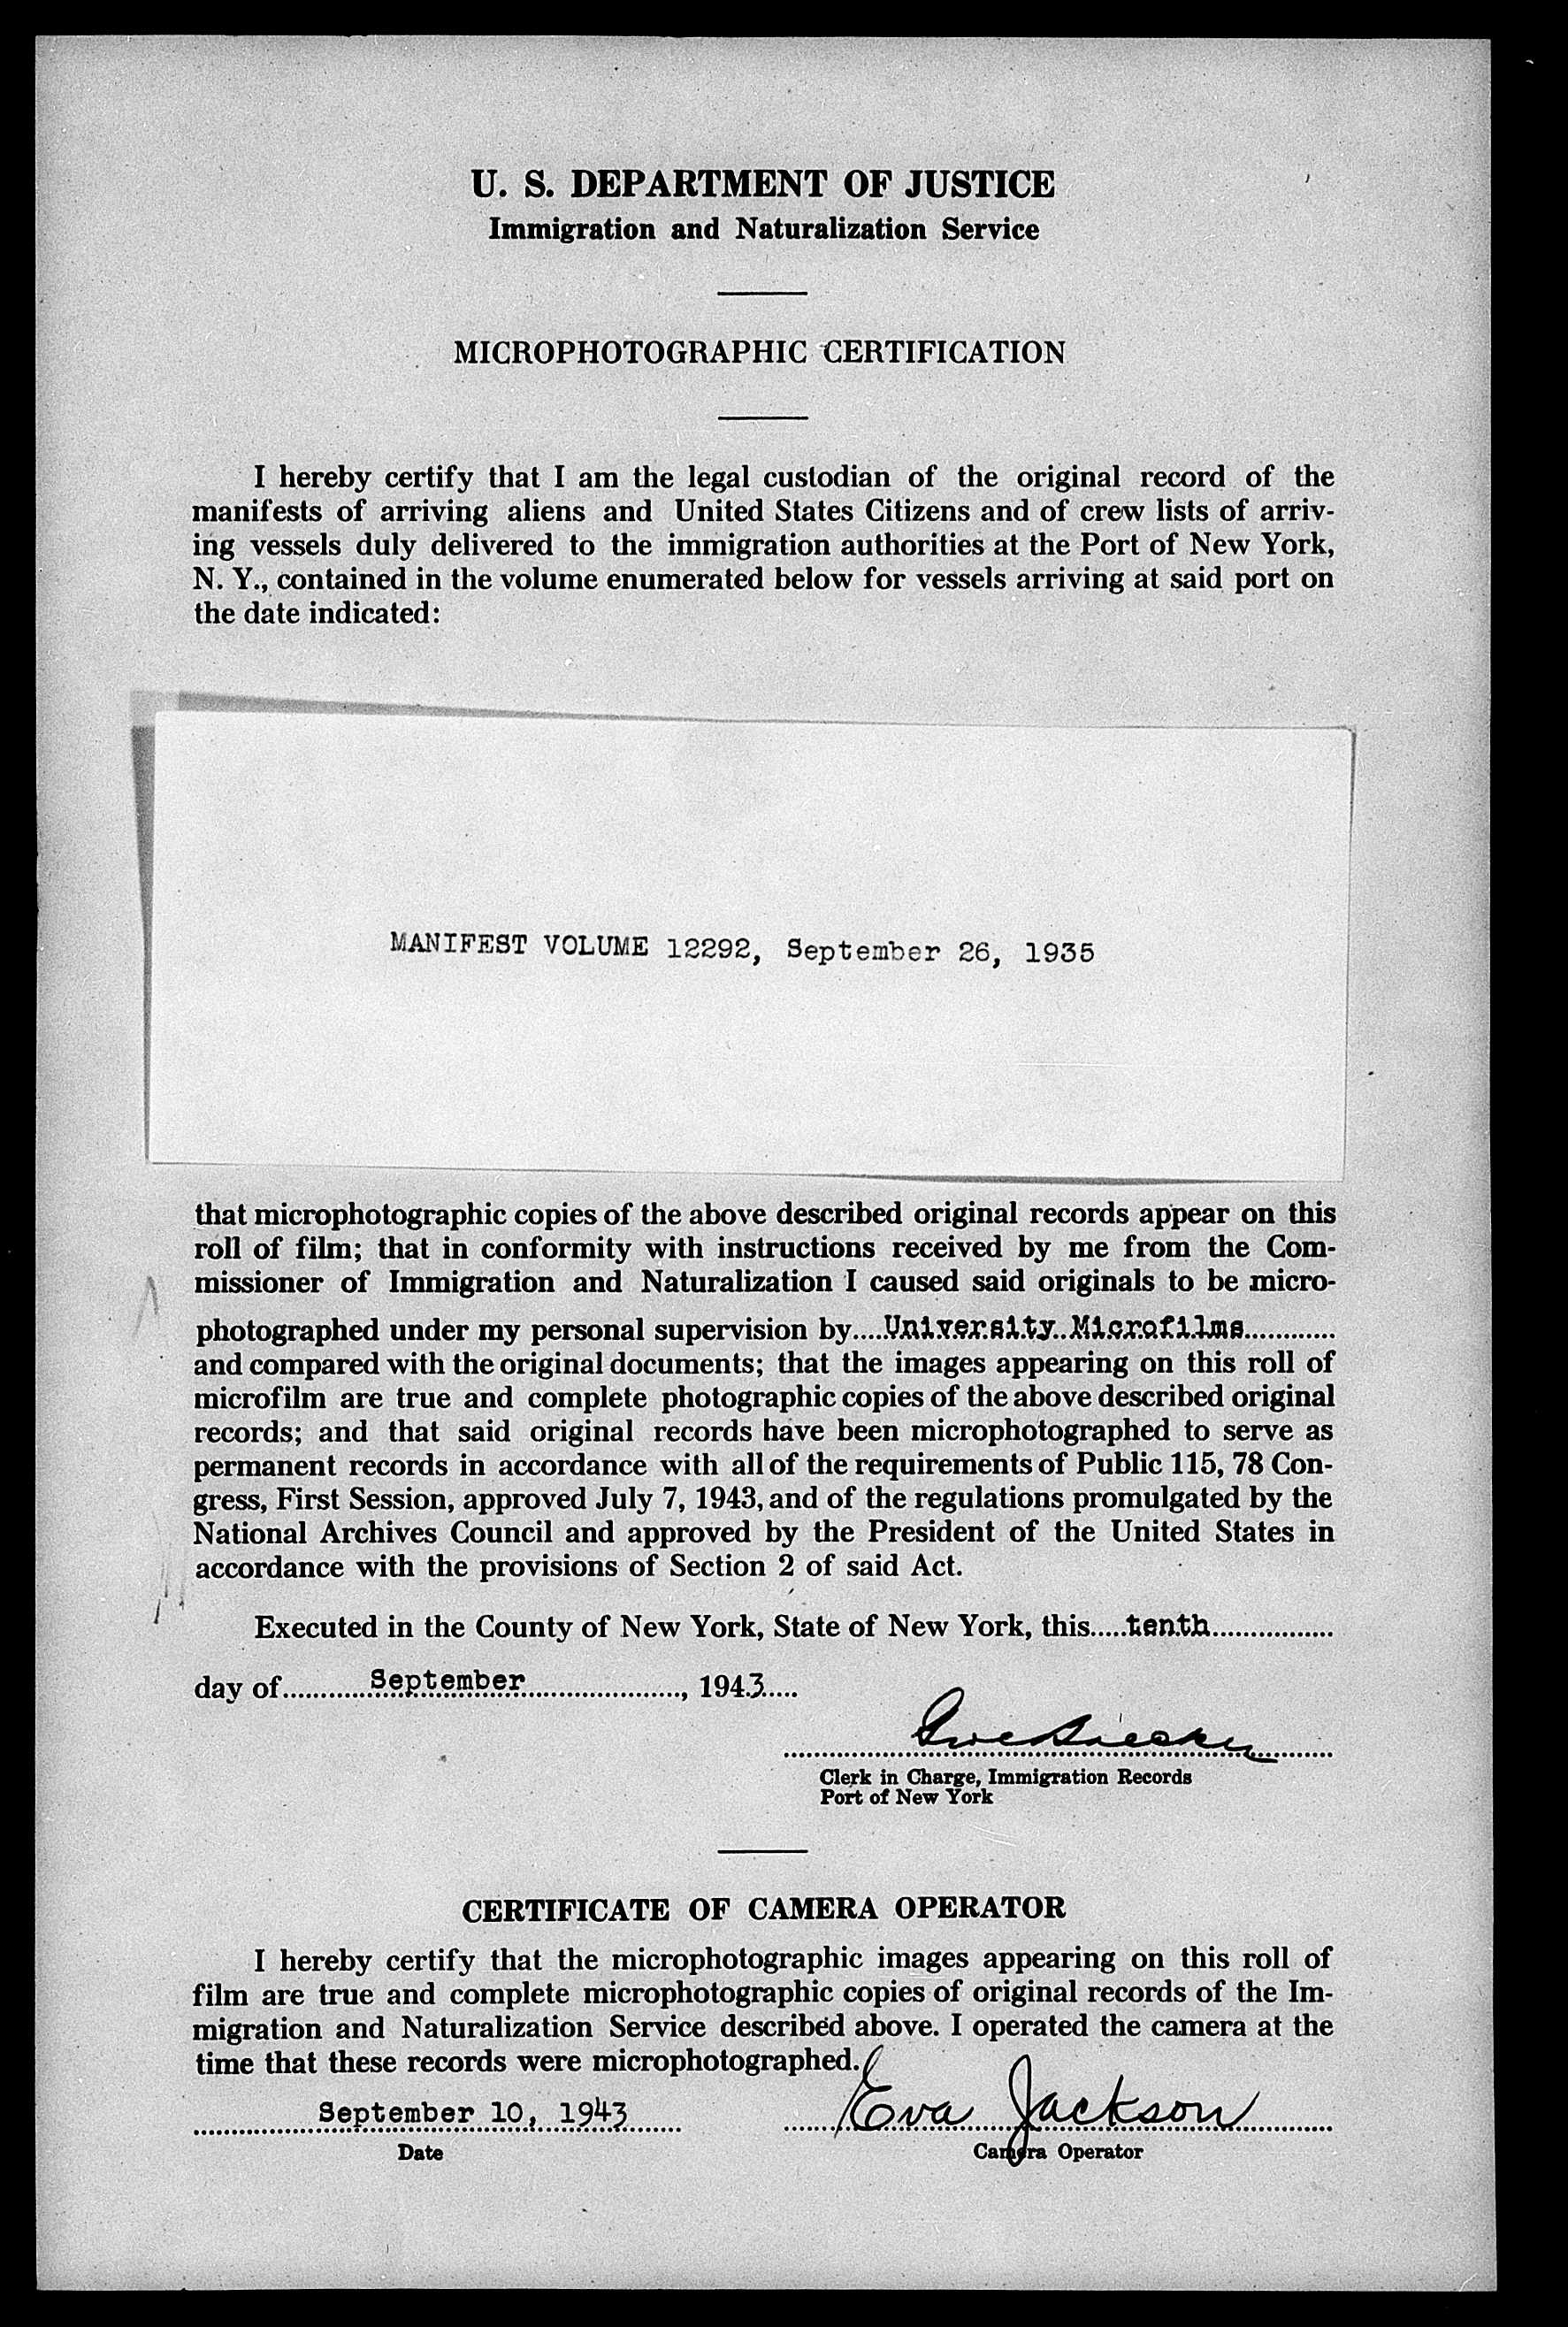 U. S. DEPARTMENT OF JUSTICE
Immigration and Naturalization Service
MICROPHOTOGRAPHIC CERTIFICATION
I hereby certify that I am the legal custodian of the original record of the
manifests of arriving aliens and United States Citizens and of crew lists of arriv-
ing vessels duly delivered to the immigration authorities at the Port of New York,
N. Y., contained in the volume enumerated below for vessels arriving at said port on
the date indicated:
MANIFEST VOLUME 12292, September 26, 1935
that microphotographic copies of the above described original records appear on this
roll of film; that in conformity with instructions received by me from the Com-
missioner of Immigration and Naturalization I caused said originals to be micro-
photographed under my personal supervision by....University Microfilms............
and compared with the original documents; that the images appearing on this roll of
microfilm are true and complete photographic copies of the above described original
records; and that said original records have been microphotographed to serve as
permanent records in accordance with all of the requirements of Public 115, 78 Con-
gress, First Session, approved July 7, 1943, and of the regulations promulgated by the
National Archives Council and approved by the President of the United States in
accordance with the provisions of Section 2 of said Act.
Executed in the County of New York, State of New York, this.....tenth................
day of............September......................, 1943.....
Clerk in Charge, Immigration Records
Port of New York
CERTIFICATE OF CAMERA OPERATOR
I hereby certify that the microphotographic images appearing on this roll of
film are true and complete microphotographic copies of original records of the Im-
migration and Naturalization Service described above. I operated the camera at the
time that these records were microphotographed.
September 10, 1943 Eva Jackson
Date Camera Operator